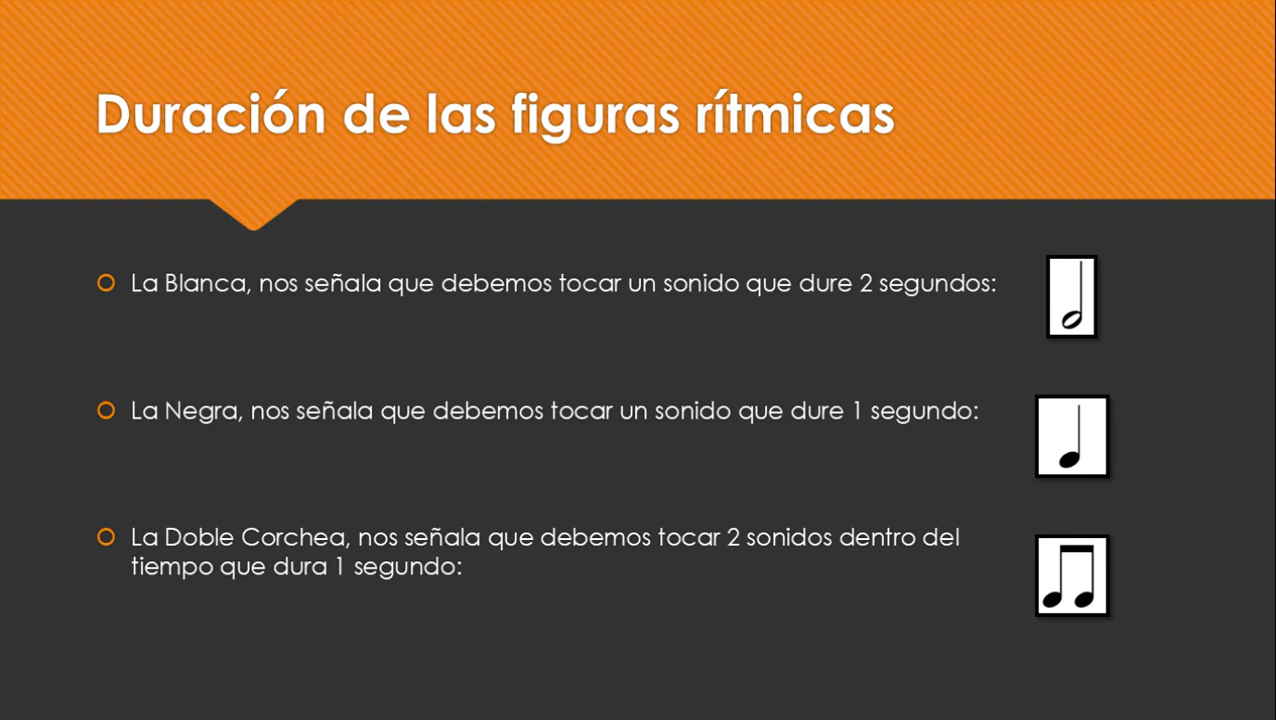 Duración de las figuras rítmicas
La Blanca, nos señala que debemos tocar un sonido que dure 2 segundos:
La Negra, nos señala que debemos tocar un sonido que dure 1 segundo:
La Doble Corchea, nos señala que debemos tocar 2 sonidos dentro del
tiempo que dura 1 segundo: